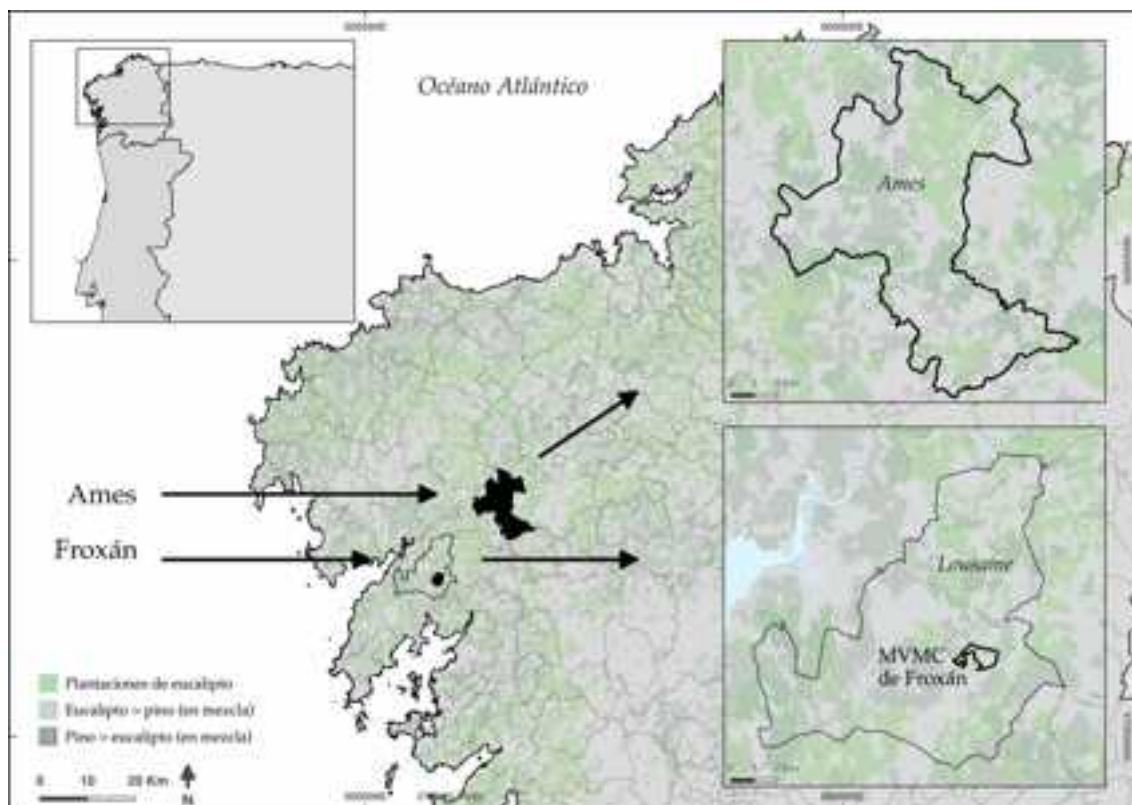 Océano Atlántico
Ames
Ames
Froxán
Lousame
MVMC
de Froxán
Plantaciones de eucalipto
Eucalipto > pino (en mezcla)
Pino > eucalipto (en mezcla)
0 10 20 Km
N